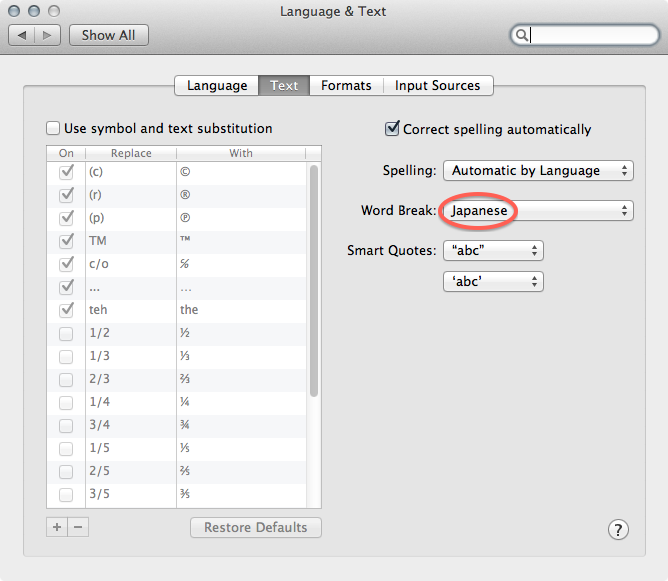 Language & Text
Show All
Language Text Formats Input Sources
Use symbol and text substitution
On Replace With
(c) ©
(r) ®
(p) ℗
TM ™
c/o ℅
... …
teh the
1/2 ½
1/3 ⅓
2/3 ⅔
1/4 ¼
3/4 ¾
1/5 ⅕
2/5 ⅖
3/5 ⅗
+ −
Restore Defaults
Correct spelling automatically
Spelling: Automatic by Language
Word Break: Japanese
Smart Quotes: “abc”
‘abc’
?